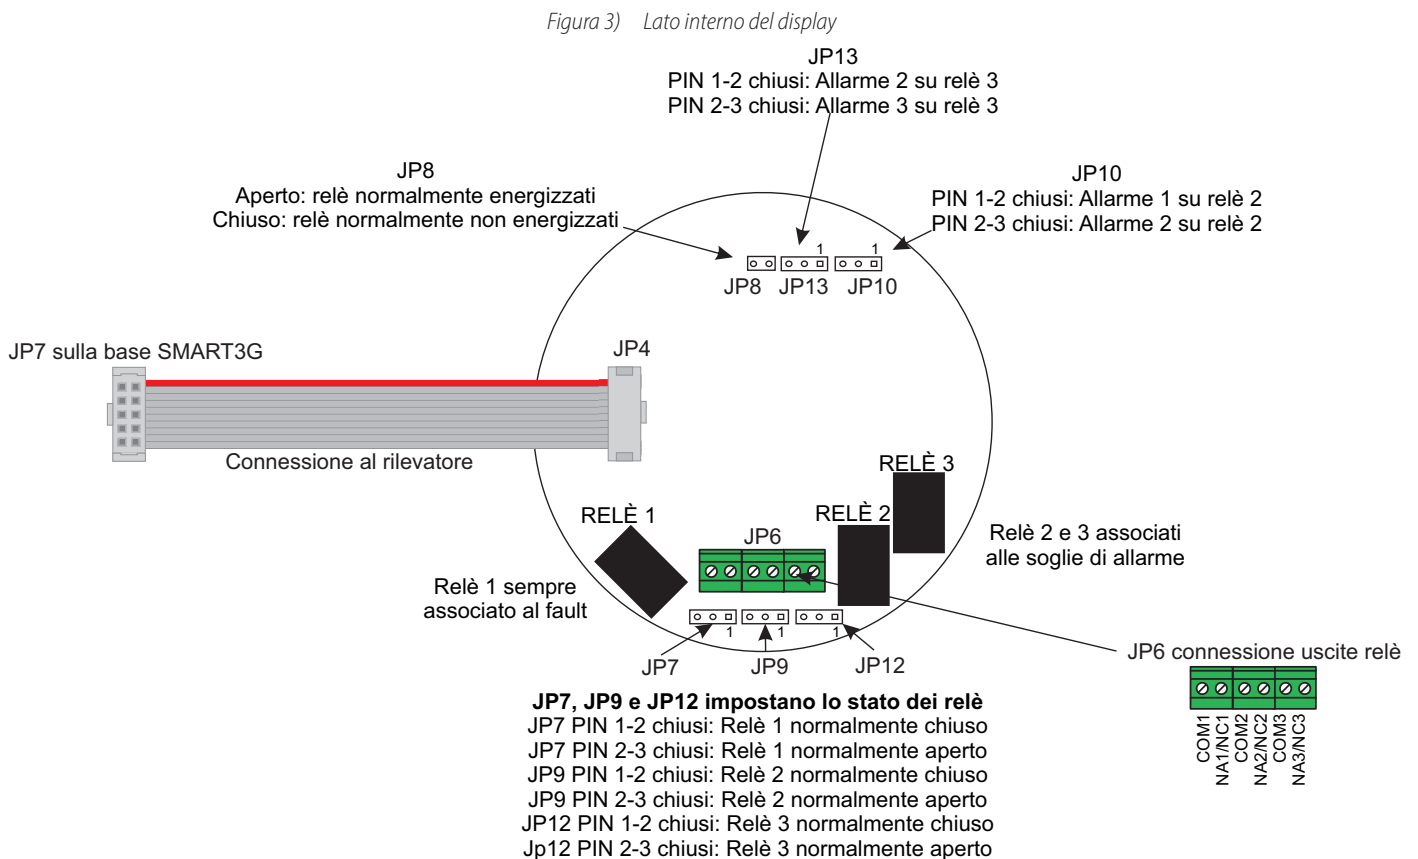 Figura 3) Lato interno del display
JP13
PIN 1-2 chiusi: Allarme 2 su relè 3
PIN 2-3 chiusi: Allarme 3 su relè 3
JP8
Aperto: relè normalmente energizzati
Chiuso: relè normalmente non energizzati
JP10
PIN 1-2 chiusi: Allarme 1 su relè 2
PIN 2-3 chiusi: Allarme 2 su relè 2
1
1
JP8 JP13 JP10
JP7 sulla base SMART3G
JP4
Connessione al rilevatore
RELÈ 3
RELÈ 1
RELÈ 2
JP6
Relè 2 e 3 associati
alle soglie di allarme
Relè 1 sempre
associato al fault
1
1
1
JP7
JP9
JP12
JP6 connessione uscite relè
COM1
NA1/NC1
COM2
NA2/NC2
COM3
NA3/NC3
JP7, JP9 e JP12 impostano lo stato dei relè
JP7 PIN 1-2 chiusi: Relè 1 normalmente chiuso
JP7 PIN 2-3 chiusi: Relè 1 normalmente aperto
JP9 PIN 1-2 chiusi: Relè 2 normalmente chiuso
JP9 PIN 2-3 chiusi: Relè 2 normalmente aperto
JP12 PIN 1-2 chiusi: Relè 3 normalmente chiuso
Jp12 PIN 2-3 chiusi: Relè 3 normalmente aperto